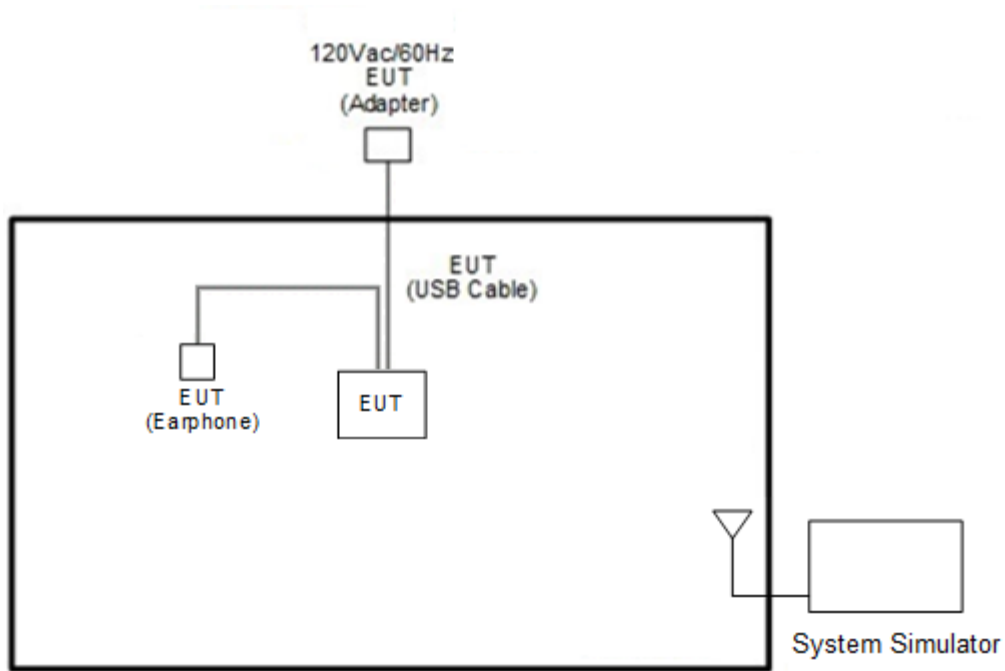 120Vac/60Hz
EUT
(Adapter)
EUT
(USB Cable)
EUT
(Earphone)
EUT
System Simulator